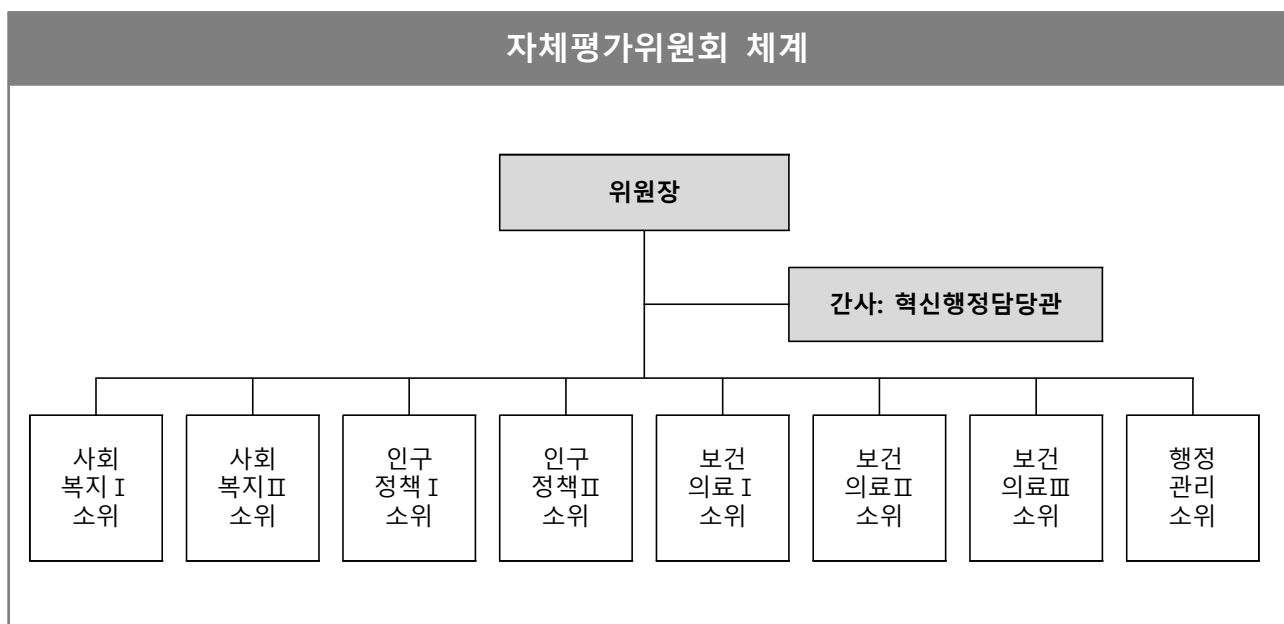 자체평가위원회 체계
위원장
간사: 혁신행정담당관
사회
복지Ⅰ
소위
사회
복지Ⅱ
소위
인구
정책Ⅰ
소위
인구
정책Ⅱ
소위
보건
의료Ⅰ
소위
보건
의료Ⅱ
소위
보건
의료Ⅲ
소위
행정
관리
소위